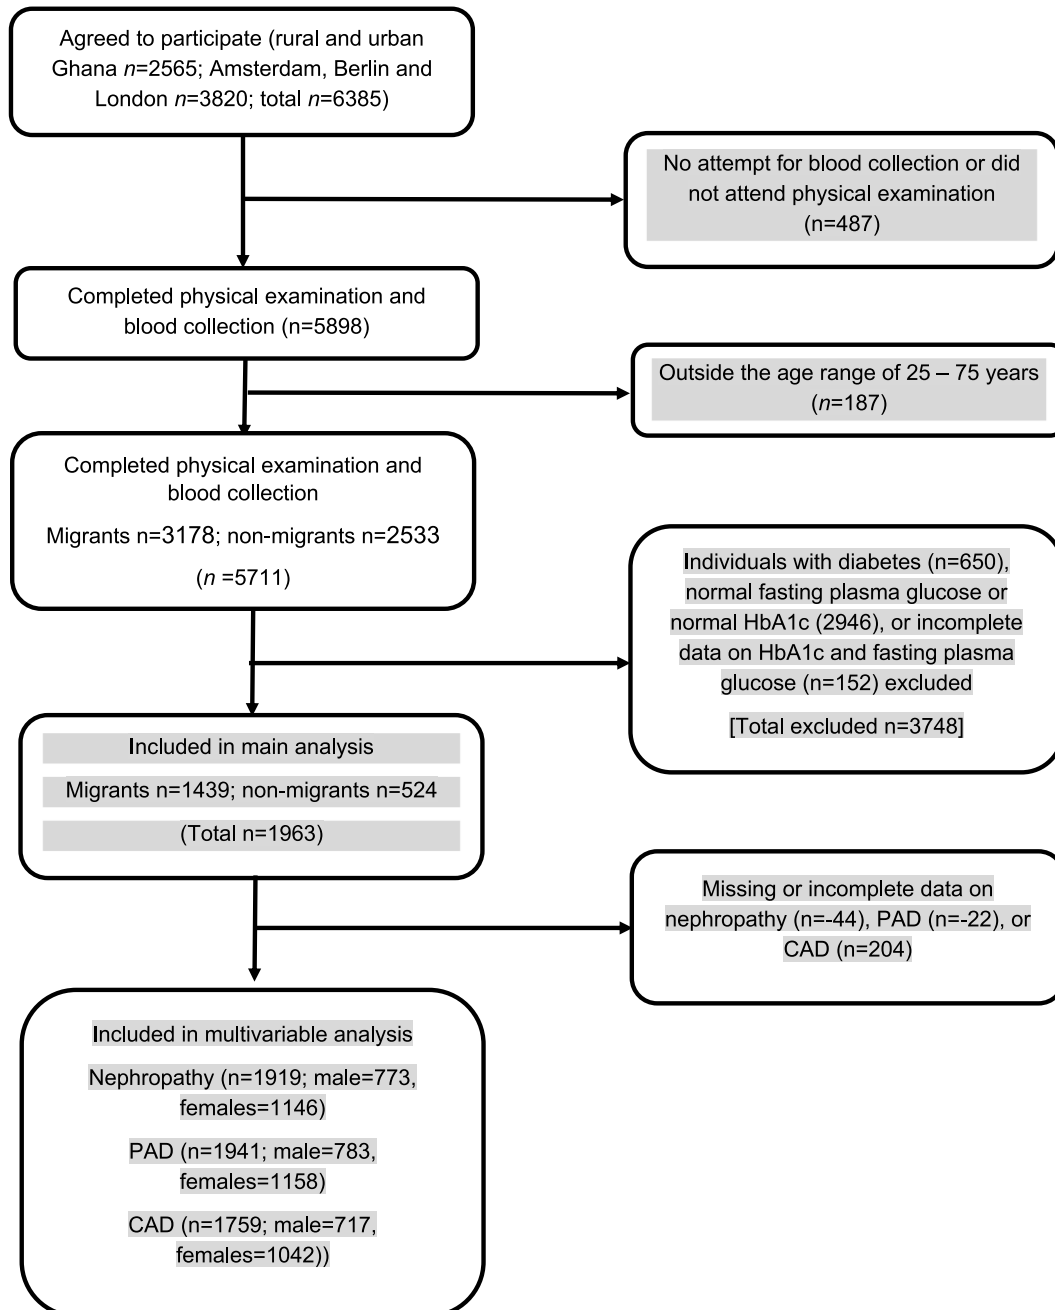 Agreed to participate (rural and urban
Ghana n=2565; Amsterdam, Berlin and
London n=3820; total n=6385)
No attempt for blood collection or did
not attend physical examination
(n=487)
Completed physical examination and
blood collection (n=5898)
Outside the age range of 25 – 75 years
(n=187)
Completed physical examination and
blood collection
Migrants n=3178; non-migrants n=2533
(n =5711)
Individuals with diabetes (n=650),
normal fasting plasma glucose or
normal HbA1c (2946), or incomplete
data on HbA1c and fasting plasma
glucose (n=152) excluded
[Total excluded n=3748]
Included in main analysis
Migrants n=1439; non-migrants n=524
(Total n=1963)
Missing or incomplete data on
nephropathy (n=-44), PAD (n=-22), or
CAD (n=204)
Included in multivariable analysis
Nephropathy (n=1919; male=773,
females=1146)
PAD (n=1941; male=783,
females=1158)
CAD (n=1759; male=717,
females=1042))